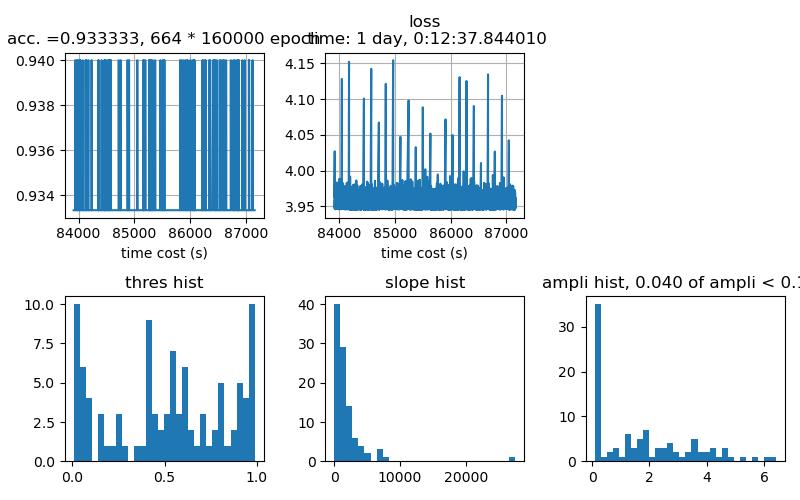 loss
acc. =0.933333, 664 * 160000 epoch
time: 1 day, 0:12:37.844010
0.940
0.938
0.936
0.934
84000 85000 86000 87000
time cost (s)
4.15
4.10
4.05
4.00
3.95
84000 85000 86000 87000
time cost (s)
thres hist
10.0
7.5
5.0
2.5
0.0
0.0 0.5 1.0
slope hist
40
30
20
10
0
0 10000 20000
ampli hist, 0.040 of ampli < 0.1
30
20
10
0
0 2 4 6